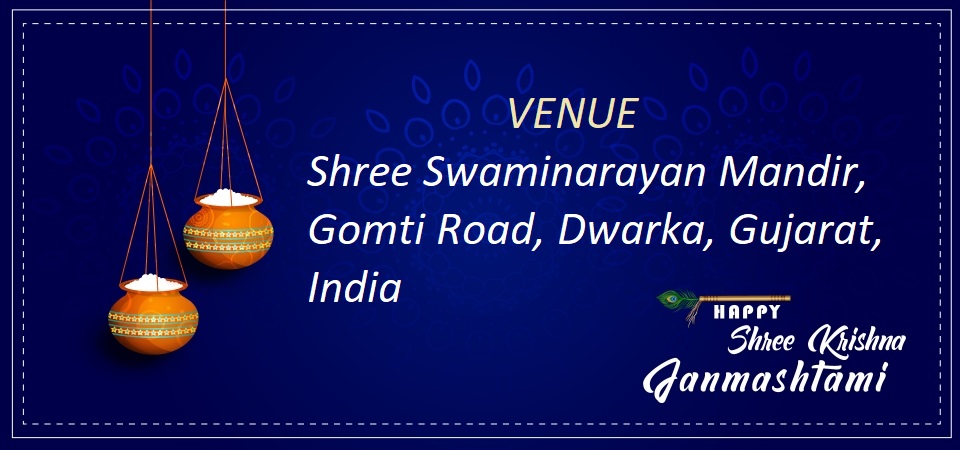 VENUE
Shree Swaminarayan Mandir,
Gomti Road, Dwarka, Gujarat,
India
HAPPY
Shree Krishna
Janmashtami